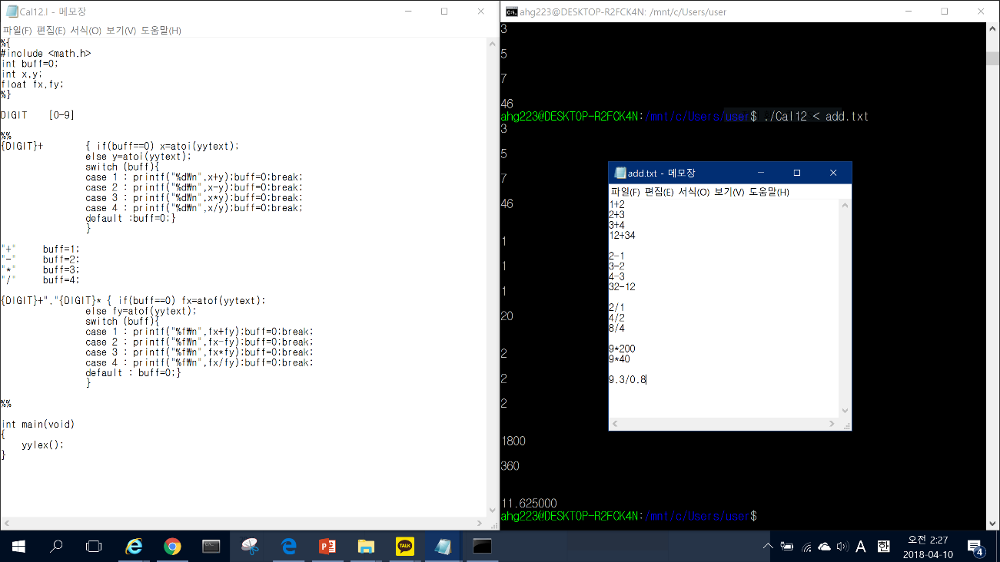 Cal12.l - 메모장
파일(F) 편집(E) 서식(O) 보기(V) 도움말(H)
%{
#include <math.h>
int buff=0;
int x,y;
float fx,fy;
%}
DIGIT [0-9]
%%
{DIGIT}+ { if(buff==0) x=atoi(yytext);
else y=atoi(yytext);
switch (buff){
case 1 : printf("%d₩n",x+y);buff=0;break;
case 2 : printf("%d₩n",x-y);buff=0;break;
case 3 : printf("%d₩n",x*y);buff=0;break;
case 4 : printf("%d₩n",x/y);buff=0;break;
default :buff=0;}
}
"+" buff=1;
"-" buff=2;
"*" buff=3;
"/" buff=4;
{DIGIT}+"."{DIGIT}* { if(buff==0) fx=atof(yytext);
else fy=atof(yytext);
switch (buff){
case 1 : printf("%f₩n",fx+fy);buff=0;break;
case 2 : printf("%f₩n",fx-fy);buff=0;break;
case 3 : printf("%f₩n",fx*fy);buff=0;break;
case 4 : printf("%f₩n",fx/fy);buff=0;break;
default : buff=0;}
}
%%
int main(void)
{
yylex();
}
ahg223@DESKTOP-R2FCK4N: /mnt/c/Users/user
3
5
7
46
ahg223@DESKTOP-R2FCK4N:/mnt/c/Users/user$ ./Cal12 < add.txt
3
5
7
46
1
1
1
20
2
2
2
1800
360
11.625000
ahg223@DESKTOP-R2FCK4N:/mnt/c/Users/user$
add.txt - 메모장
파일(F) 편집(E) 서식(O) 보기(V) 도움말(H)
1+2
2+3
3+4
12+34
2-1
3-2
4-3
32-12
2/1
4/2
8/4
9*200
9*40
9.3/0.8
TALK
A
한
오전 2:27
2018-04-10
4